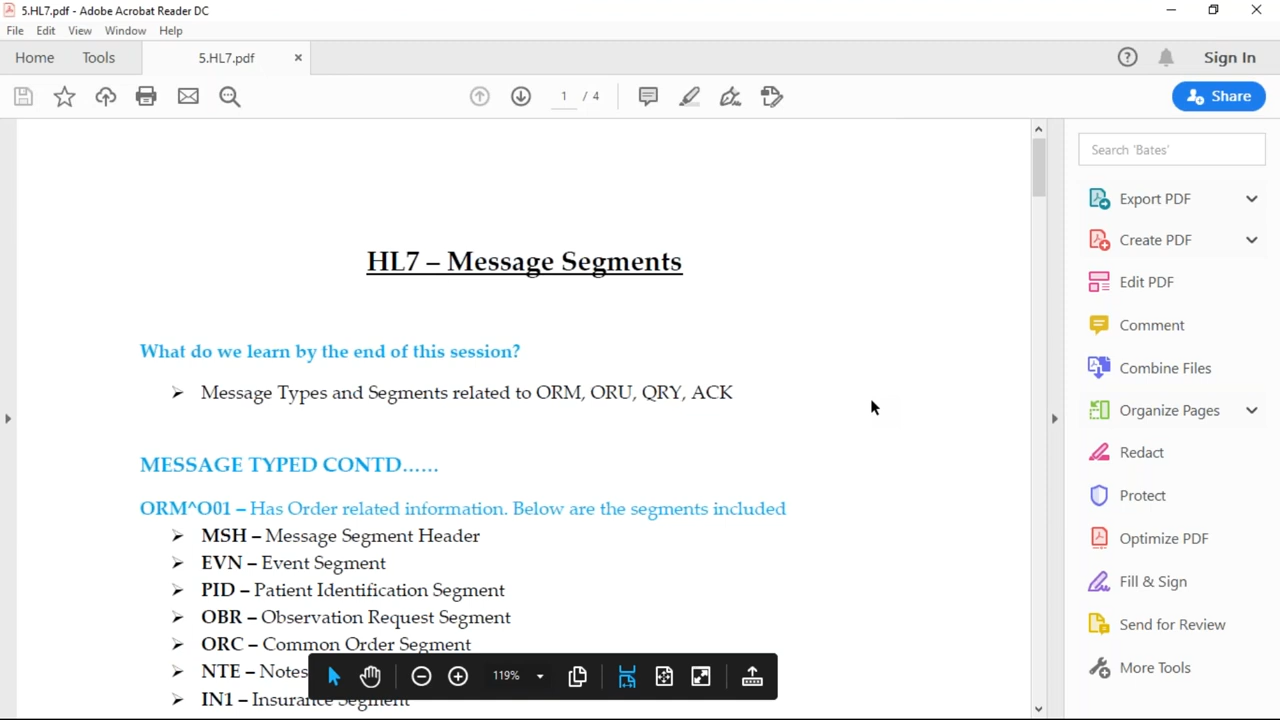 5.HL7.pdf - Adobe Acrobat Reader DC
File Edit View Window Help
Home Tools 5.HL7.pdf × Sign In
1 / 4 Share
Search 'Bates'
Export PDF
Create PDF
Edit PDF
Comment
Combine Files
Organize Pages
Redact
Protect
Optimize PDF
Fill & Sign
Send for Review
More Tools
HL7 – Message Segments
What do we learn by the end of this session?
➢ Message Types and Segments related to ORM, ORU, QRY, ACK
MESSAGE TYPED CONTD……
ORM^O01 – Has Order related information. Below are the segments included
➢ MSH – Message Segment Header
➢ EVN – Event Segment
➢ PID – Patient Identification Segment
➢ OBR – Observation Request Segment
➢ ORC – Common Order Segment
➢ NTE – Notes
➢ IN1 – Insurance Segment
119%